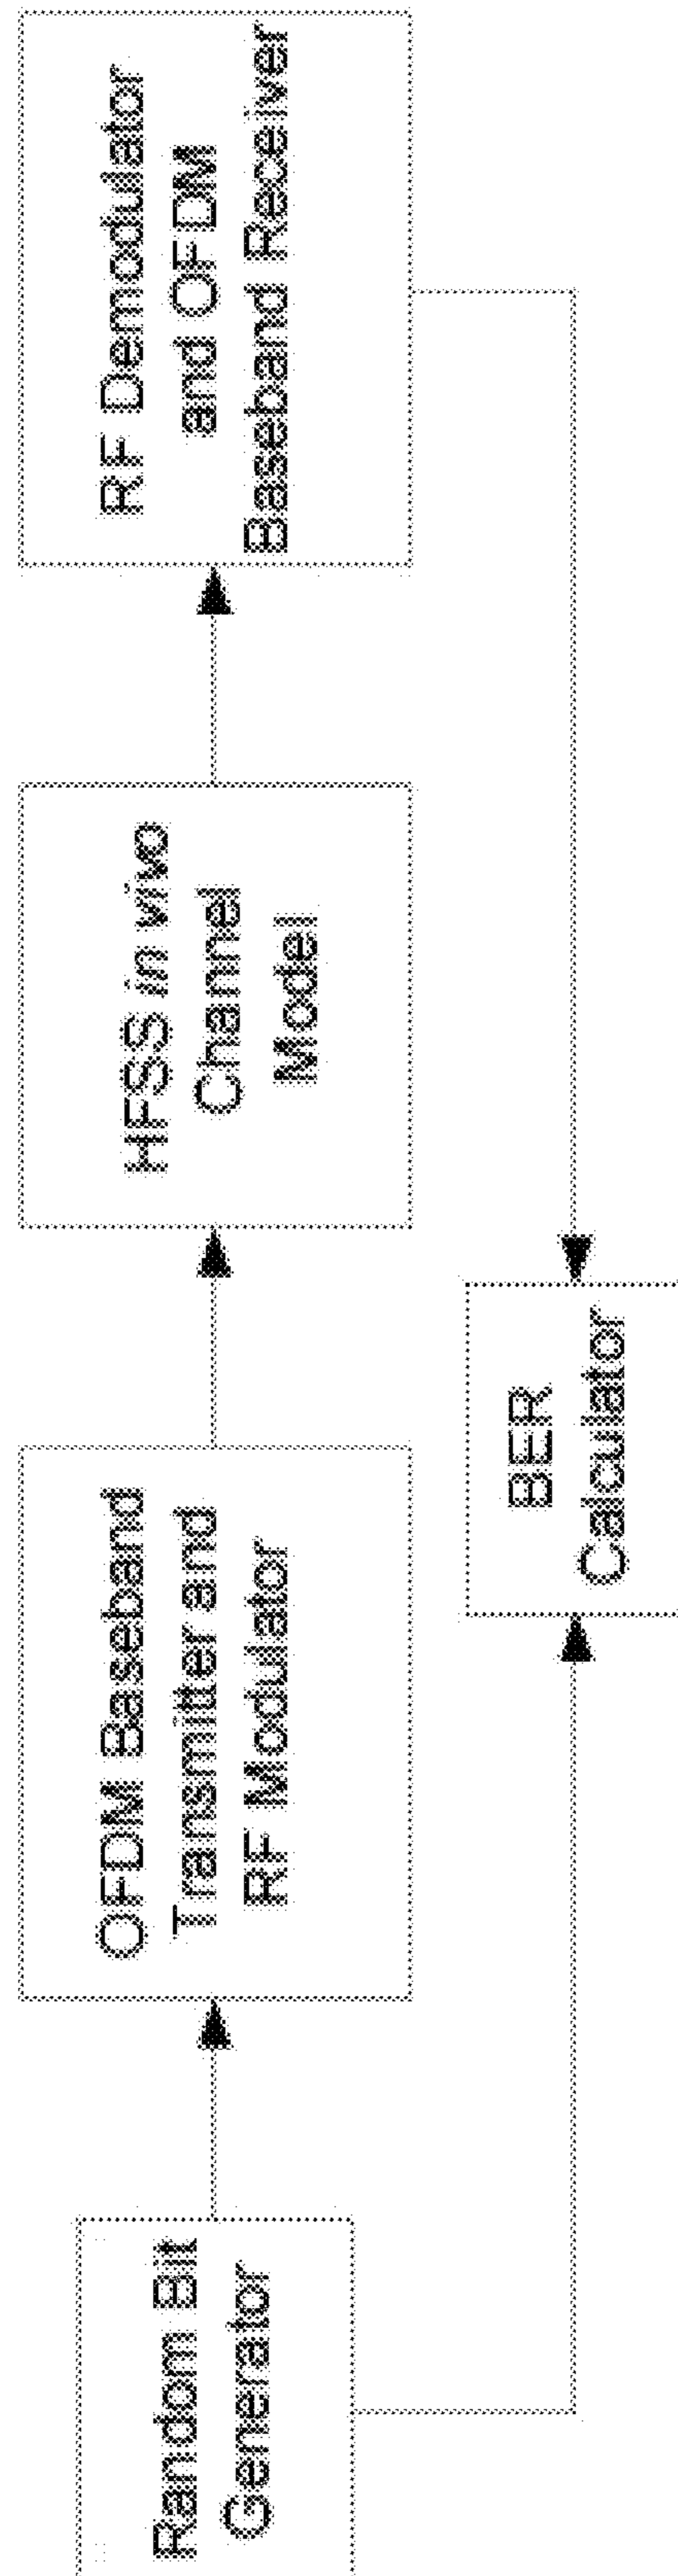 Random Bit
Generator
OFDM Baseband
Transmitter and
RF Modulator
HFSS in vivo
Channel
Model
RF Demodulator
and OFDM
Baseband Receiver
BER
Calculator